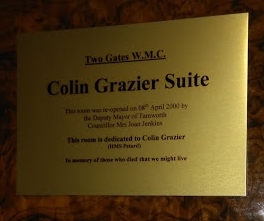 Two Gates W.M.C.
Colin Grazier Suite
This room was re-opened on 08th April 2000 by
the Deputy Mayor of Tamworth
Councillor Mrs Joan Jenkins
This room is dedicated to Colin Grazier
(HMS Petard)
In memory of those who died that we might live